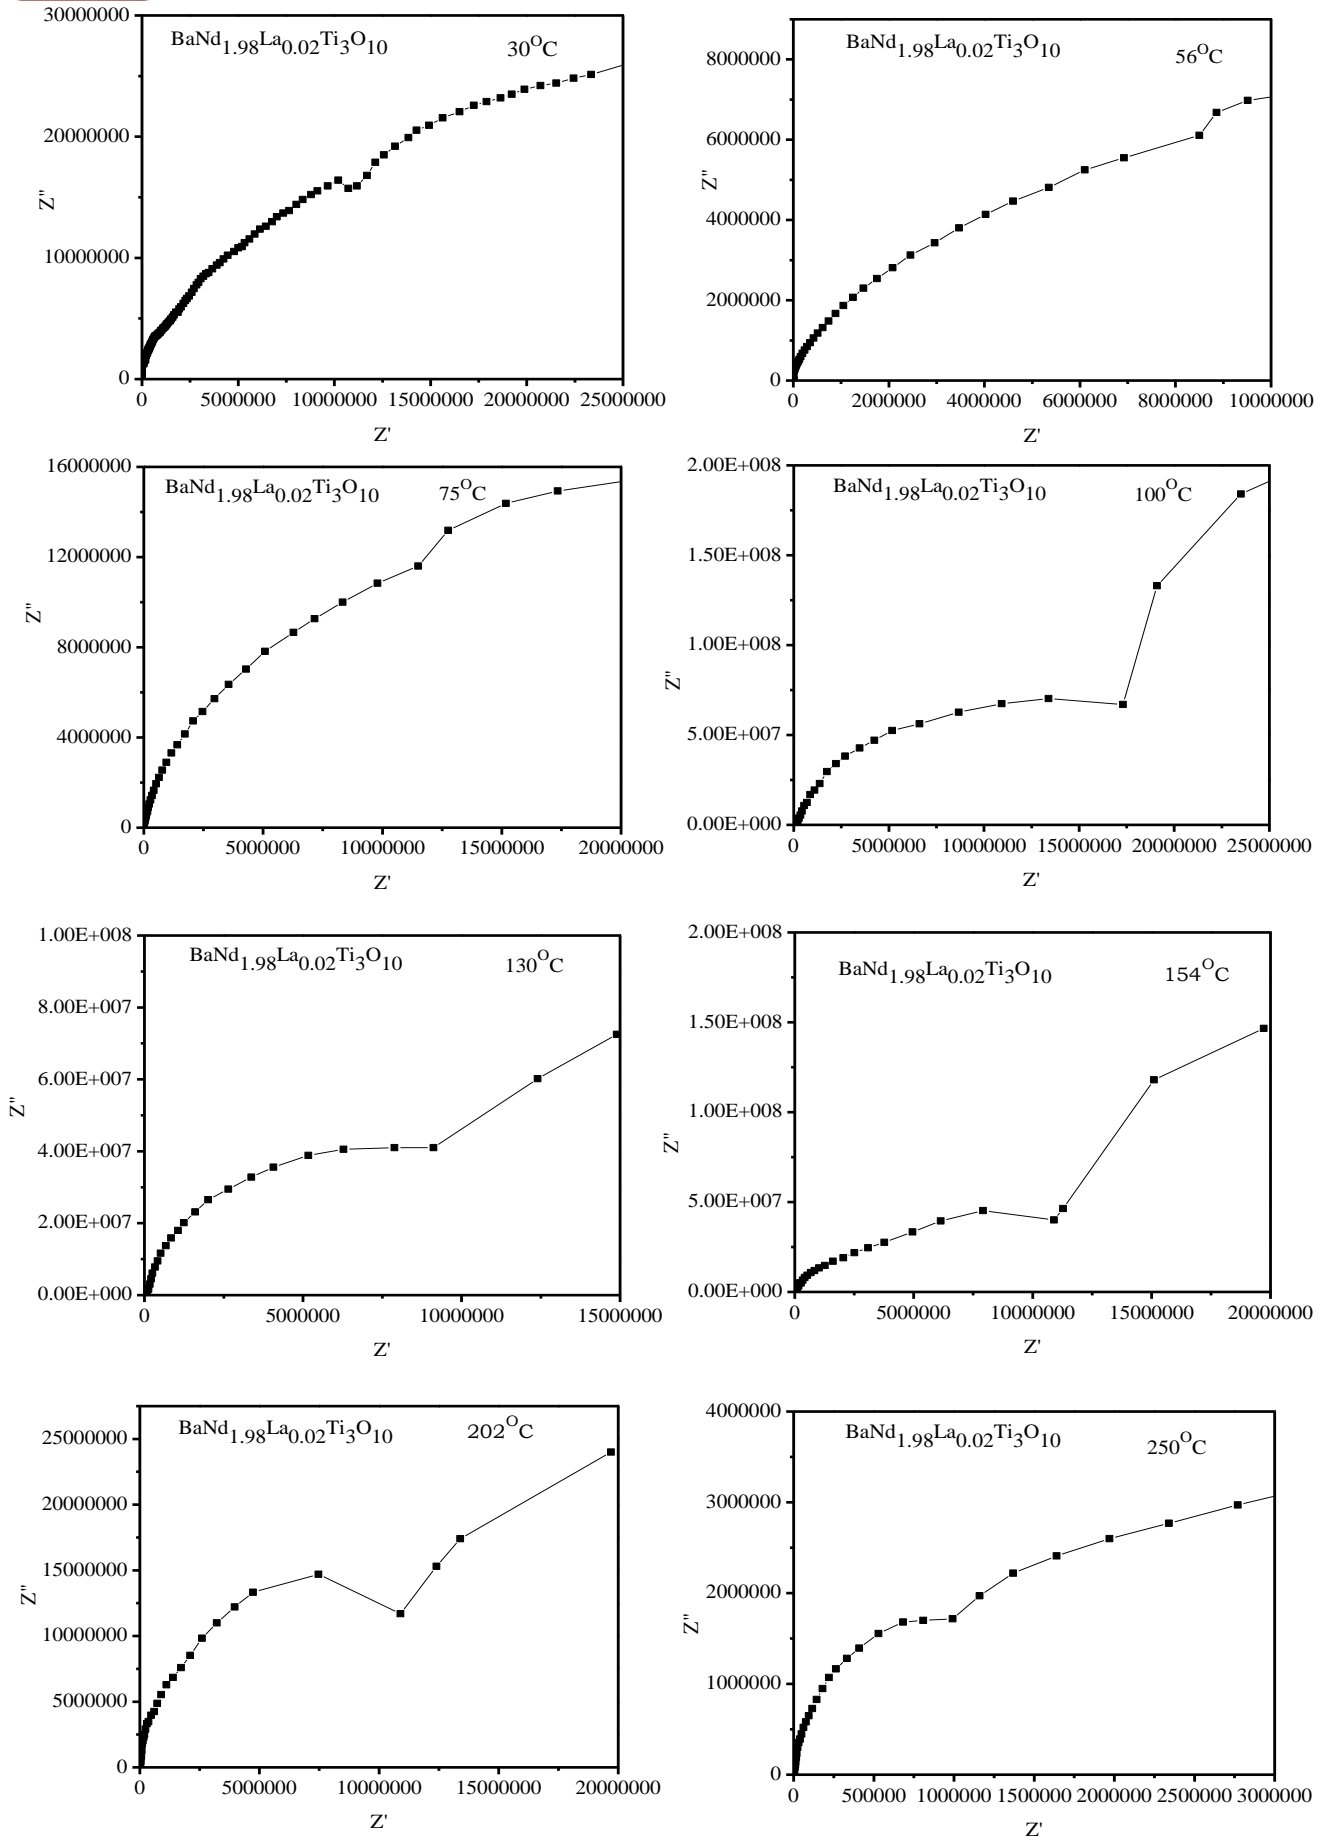 BaNd1.98La0.02Ti3O10 30OC
30000000
20000000
10000000
0
Z"
0 5000000 10000000 15000000 20000000 25000000
Z'
BaNd1.98La0.02Ti3O10 56OC
8000000
6000000
4000000
2000000
0
Z"
0 2000000 4000000 6000000 8000000 10000000
Z'
BaNd1.98La0.02Ti3O10 75OC
16000000
12000000
8000000
4000000
0
Z"
0 5000000 10000000 15000000 20000000
Z'
BaNd1.98La0.02Ti3O10 100OC
2.00E+008
1.50E+008
1.00E+008
5.00E+007
0.00E+000
Z"
0 5000000 10000000 15000000 20000000 25000000
Z'
BaNd1.98La0.02Ti3O10 130OC
1.00E+008
8.00E+007
6.00E+007
4.00E+007
2.00E+007
0.00E+000
Z"
0 5000000 10000000 15000000
Z'
BaNd1.98La0.02Ti3O10 154OC
2.00E+008
1.50E+008
1.00E+008
5.00E+007
0.00E+000
Z"
0 5000000 10000000 15000000 20000000
Z'
BaNd1.98La0.02Ti3O10 202OC
25000000
20000000
15000000
10000000
5000000
0
Z"
0 5000000 10000000 15000000 20000000
Z'
BaNd1.98La0.02Ti3O10 250OC
4000000
3000000
2000000
1000000
0
Z"
0 500000 1000000 1500000 2000000 2500000 3000000
Z'